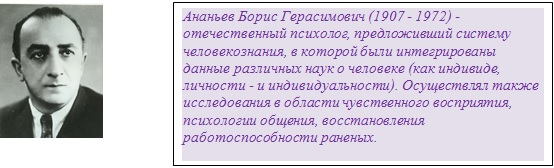 Ананьев Борис Герасимович (1907 - 1972) -
отечественный психолог, предложивший систему
человекознания, в которой были интегрированы
данные различных наук о человеке (как индивиде,
личности - и индивидуальности). Осуществлял также
исследования в области чувственного восприятия,
психологии общения, восстановления
работоспособности раненых.